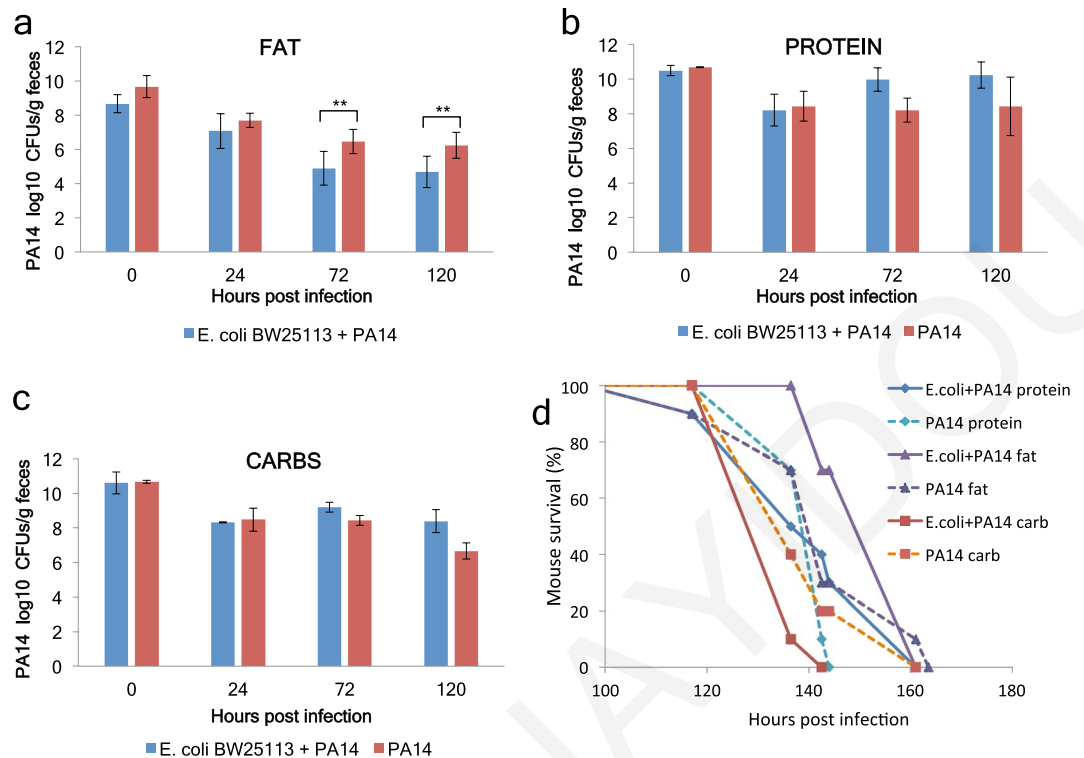 a
FAT
PA14 log10 CFUs/g feces
12
10
8
6
4
2
0
**
**
0 24 72 120
Hours post infection
E. coli BW25113 + PA14
b
PROTEIN
PA14 log10 CFUs/g feces
12
10
8
6
4
2
0
0 24 72 120
Hours post infection
E. coli BW25113 + PA14 PA14
c
CARBS
PA14 log10 CFUs/g feces
12
10
8
6
4
2
0
0 24 72 120
Hours post infection
E. coli BW25113 + PA14 PA14
d
Mouse survival (%)
100
80
60
40
20
0
100 120 140 160 180
Hours post infection
E.coli+PA14 protein
PA14 protein
E.coli+PA14 fat
PA14 fat
E.coli+PA14 carb
PA14 carb